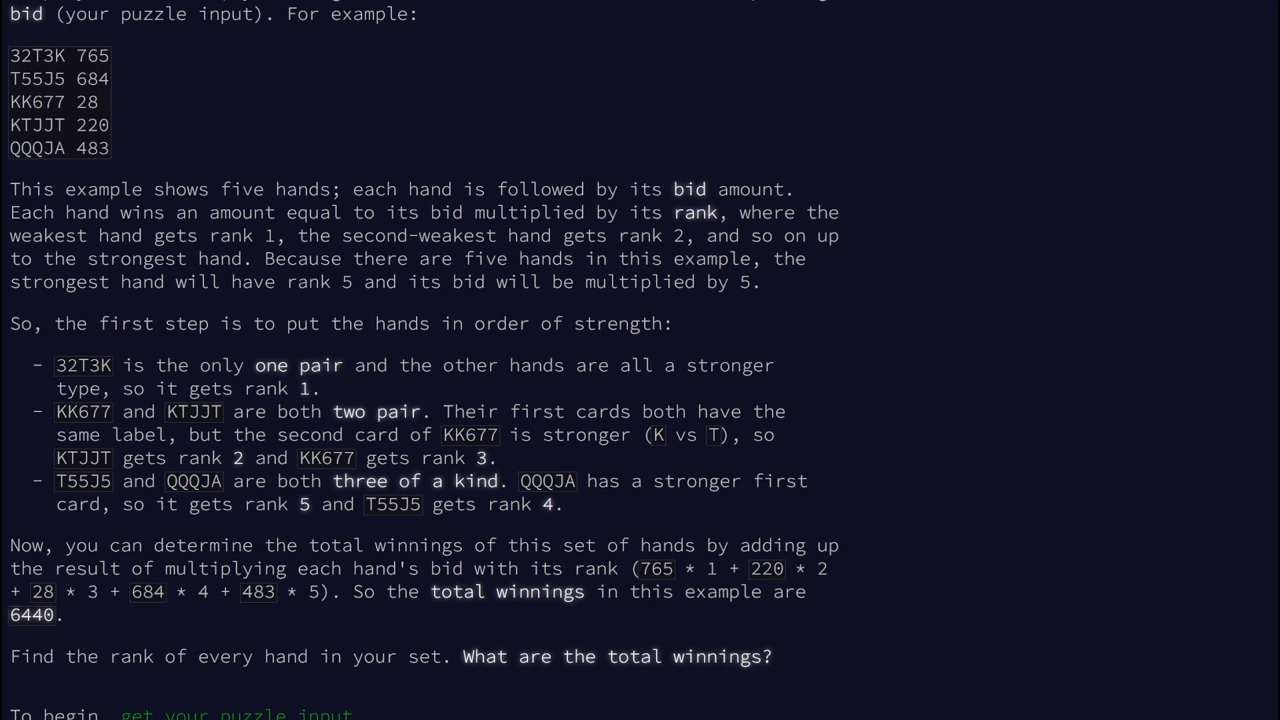 bid (your puzzle input). For example:
32T3K 765
T55J5 684
KK677 28
KTJJT 220
QQQJA 483
This example shows five hands; each hand is followed by its bid amount.
Each hand wins an amount equal to its bid multiplied by its rank, where the
weakest hand gets rank 1, the second-weakest hand gets rank 2, and so on up
to the strongest hand. Because there are five hands in this example, the
strongest hand will have rank 5 and its bid will be multiplied by 5.
So, the first step is to put the hands in order of strength:
- 32T3K is the only one pair and the other hands are all a stronger
type, so it gets rank 1.
- KK677 and KTJJT are both two pair. Their first cards both have the
same label, but the second card of KK677 is stronger (K vs T), so
KTJJT gets rank 2 and KK677 gets rank 3.
- T55J5 and QQQJA are both three of a kind. QQQJA has a stronger first
card, so it gets rank 5 and T55J5 gets rank 4.
Now, you can determine the total winnings of this set of hands by adding up
the result of multiplying each hand's bid with its rank (765 * 1 + 220 * 2
+ 28 * 3 + 684 * 4 + 483 * 5). So the total winnings in this example are
6440.
Find the rank of every hand in your set. What are the total winnings?
To begin, get your puzzle input